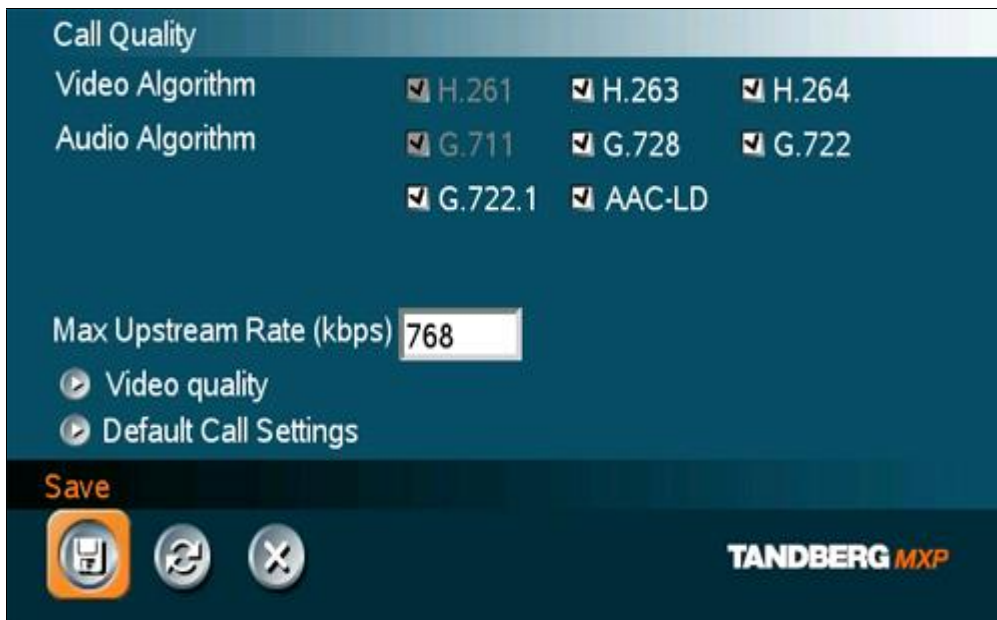 Call Quality
Video Algorithm H.261 H.263 H.264
Audio Algorithm G.711 G.728 G.722
G.722.1 AAC-LD
Max Upstream Rate (kbps) 768
Video quality
Default Call Settings
Save
TANDBERG MXP